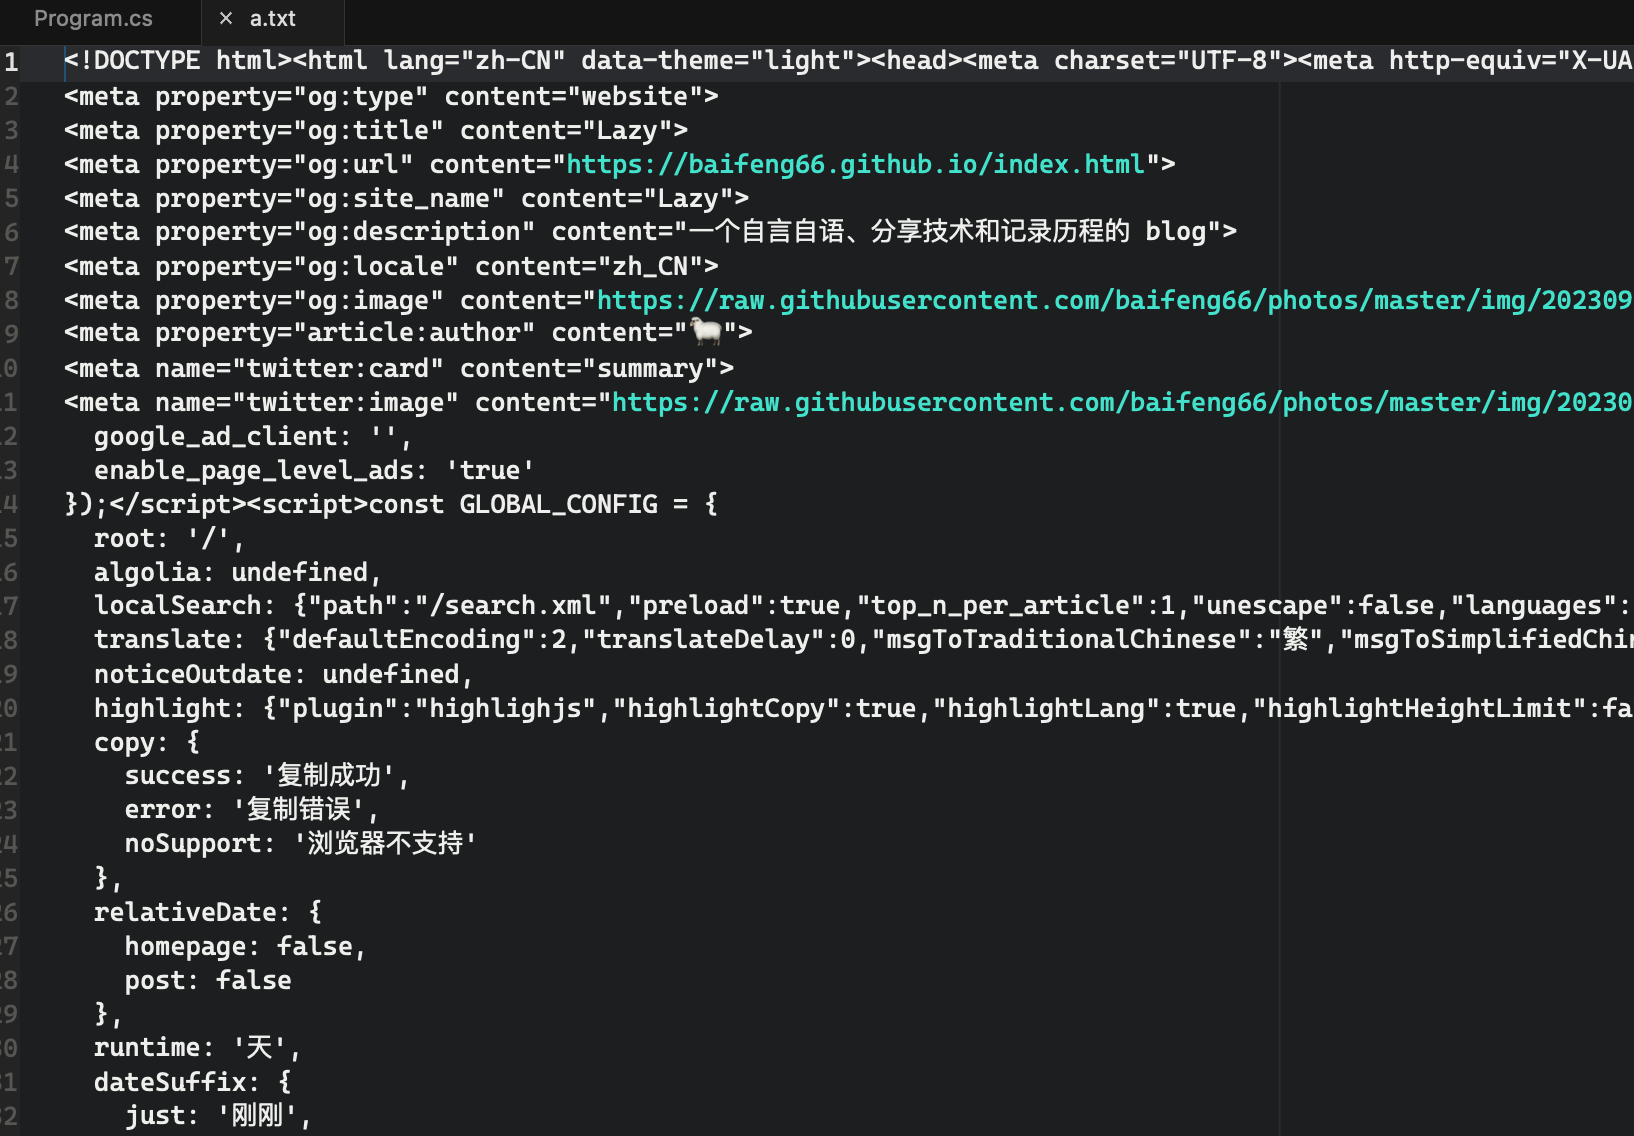 Program.cs
× a.txt
1 <!DOCTYPE html><html lang="zh-CN" data-theme="light"><head><meta charset="UTF-8"><meta http-equiv="X-UA
2 <meta property="og:type" content="website">
3 <meta property="og:title" content="Lazy">
4 <meta property="og:url" content="https://baifeng66.github.io/index.html">
5 <meta property="og:site_name" content="Lazy">
6 <meta property="og:description" content="一个自言自语、分享技术和记录历程的 blog">
7 <meta property="og:locale" content="zh_CN">
8 <meta property="og:image" content="https://raw.githubusercontent.com/baifeng66/photos/master/img/202309
9 <meta property="article:author" content="🐑">
10 <meta name="twitter:card" content="summary">
11 <meta name="twitter:image" content="https://raw.githubusercontent.com/baifeng66/photos/master/img/20230
12 google_ad_client: '',
13 enable_page_level_ads: 'true'
14 });</script><script>const GLOBAL_CONFIG = {
15 root: '/',
16 algolia: undefined,
17 localSearch: {"path":"/search.xml","preload":true,"top_n_per_article":1,"unescape":false,"languages":
18 translate: {"defaultEncoding":2,"translateDelay":0,"msgToTraditionalChinese":"繁","msgToSimplifiedChi
19 noticeOutdate: undefined,
20 highlight: {"plugin":"highlighjs","highlightCopy":true,"highlightLang":true,"highlightHeightLimit":fa
21 copy: {
22 success: '复制成功',
23 error: '复制错误',
24 noSupport: '浏览器不支持'
25 },
26 relativeDate: {
27 homepage: false,
28 post: false
29 },
30 runtime: '天',
31 dateSuffix: {
32 just: '刚刚',